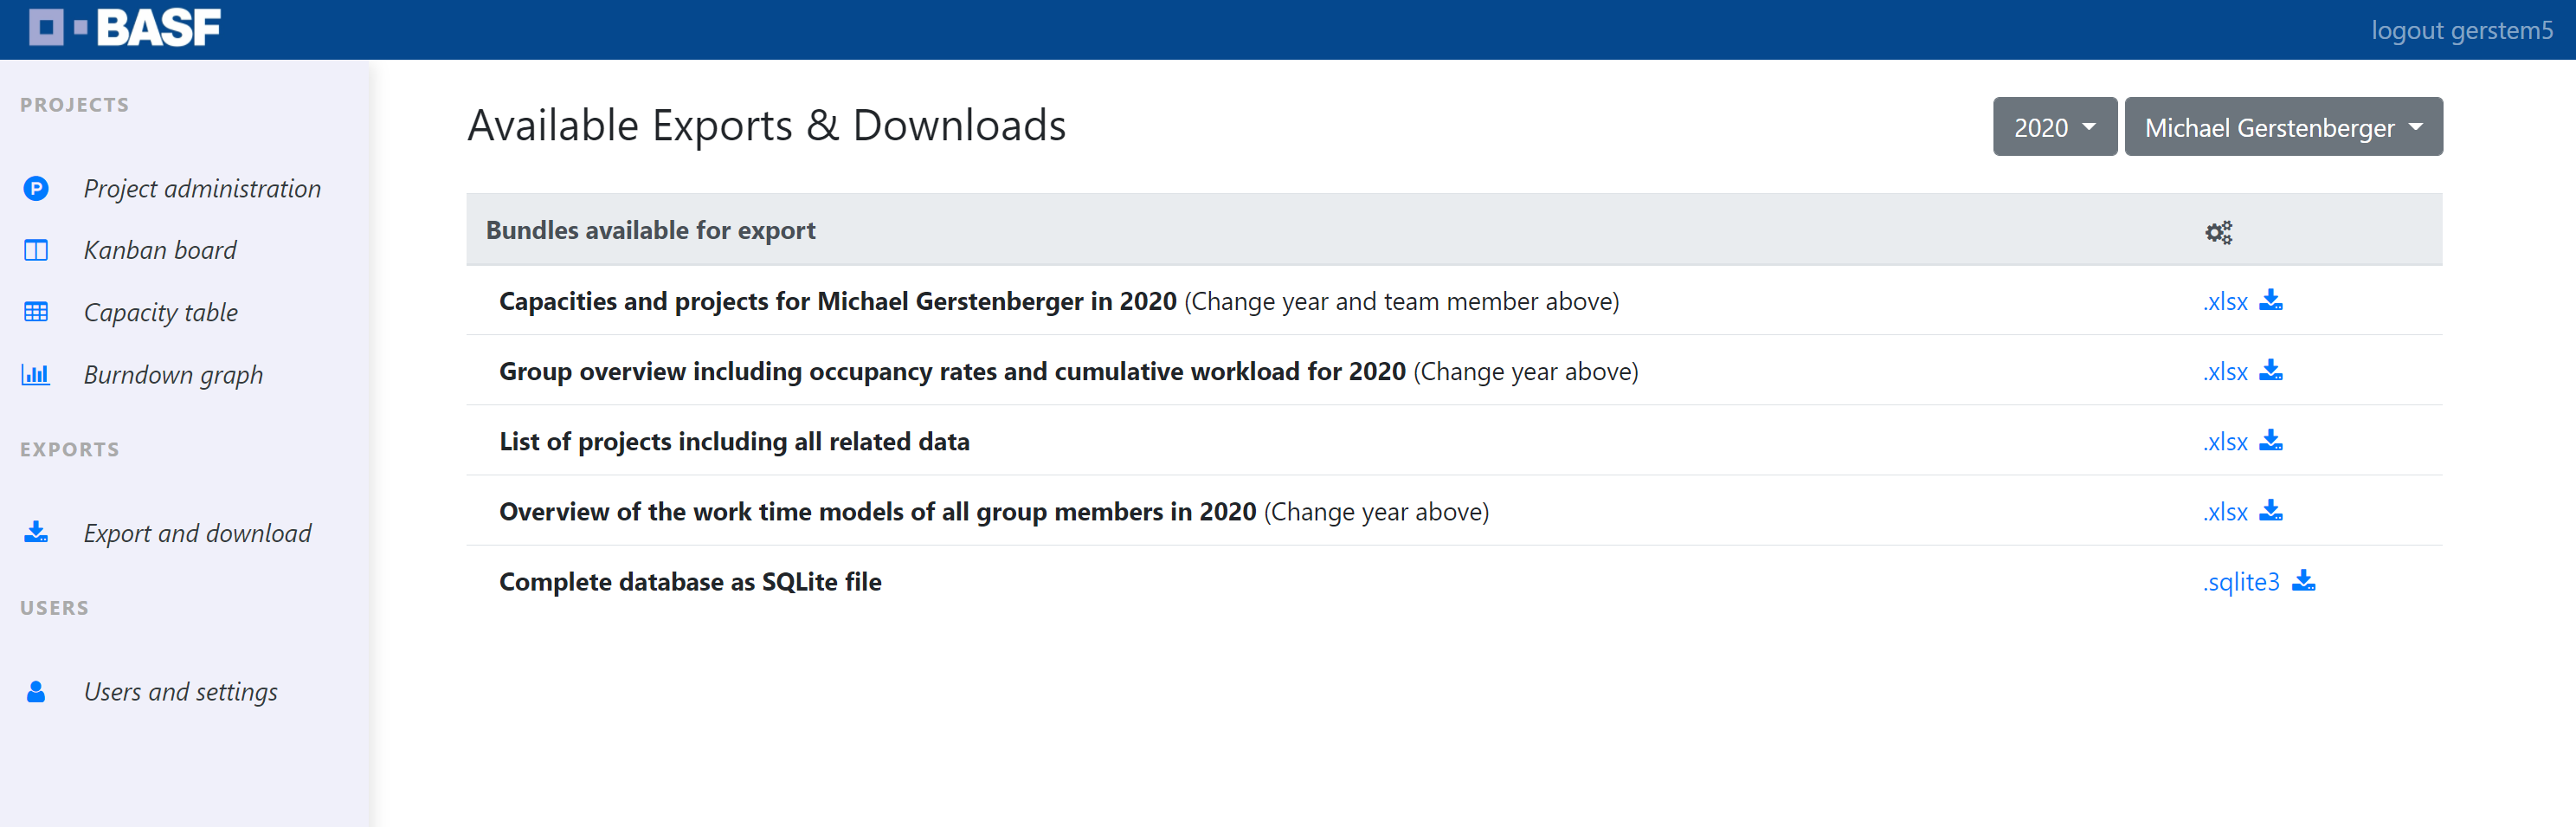 BASF
logout gerstem5
PROJECTS
Project administration
Kanban board
Capacity table
Burndown graph
EXPORTS
Export and download
USERS
Users and settings
Available Exports & Downloads
2020
Michael Gerstenberger
Bundles available for export
Capacities and projects for Michael Gerstenberger in 2020 (Change year and team member above) .xlsx
Group overview including occupancy rates and cumulative workload for 2020 (Change year above) .xlsx
List of projects including all related data .xlsx
Overview of the work time models of all group members in 2020 (Change year above) .xlsx
Complete database as SQLite file .sqlite3